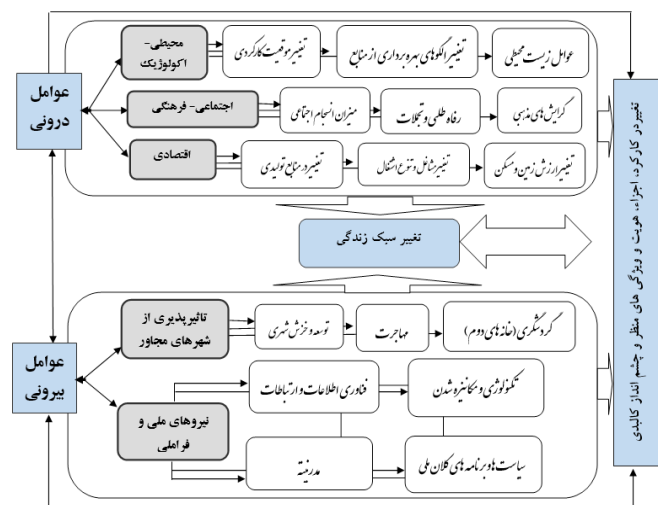 عوامل
درونی
محیطی-
اکولوژیک
تغییر موقعیت کارکردی
تغییر الگوهای بهره برداری از منابع
عوامل زیست محیطی
اجتماعی- فرهنگی
میزان انسجام اجتماعی
رفاه طلبی و تجملات
گرایش های مذهبی
اقتصادی
تغییر در منابع تولیدی
تغییر مشاغل و تنوع اشتغال
تغییر ارزش زمین و مسکن
تغییر سبک زندگی
تغییر در کارکرد، اجزاء، هویت و ویژگی های منظر و چشم انداز کالبدی
عوامل
بیرونی
تاثیرپذیری از
شهرهای مجاور
توسعه و خزش شهری
مهاجرت
گردشگری (خانه های دوم)
نیروهای ملی و
فراملی
فناوری اطلاعات و ارتباطات
تکنولوژی و مکانیزه شدن
مدرنیته
سیاست ها و برنامه های کلان ملی